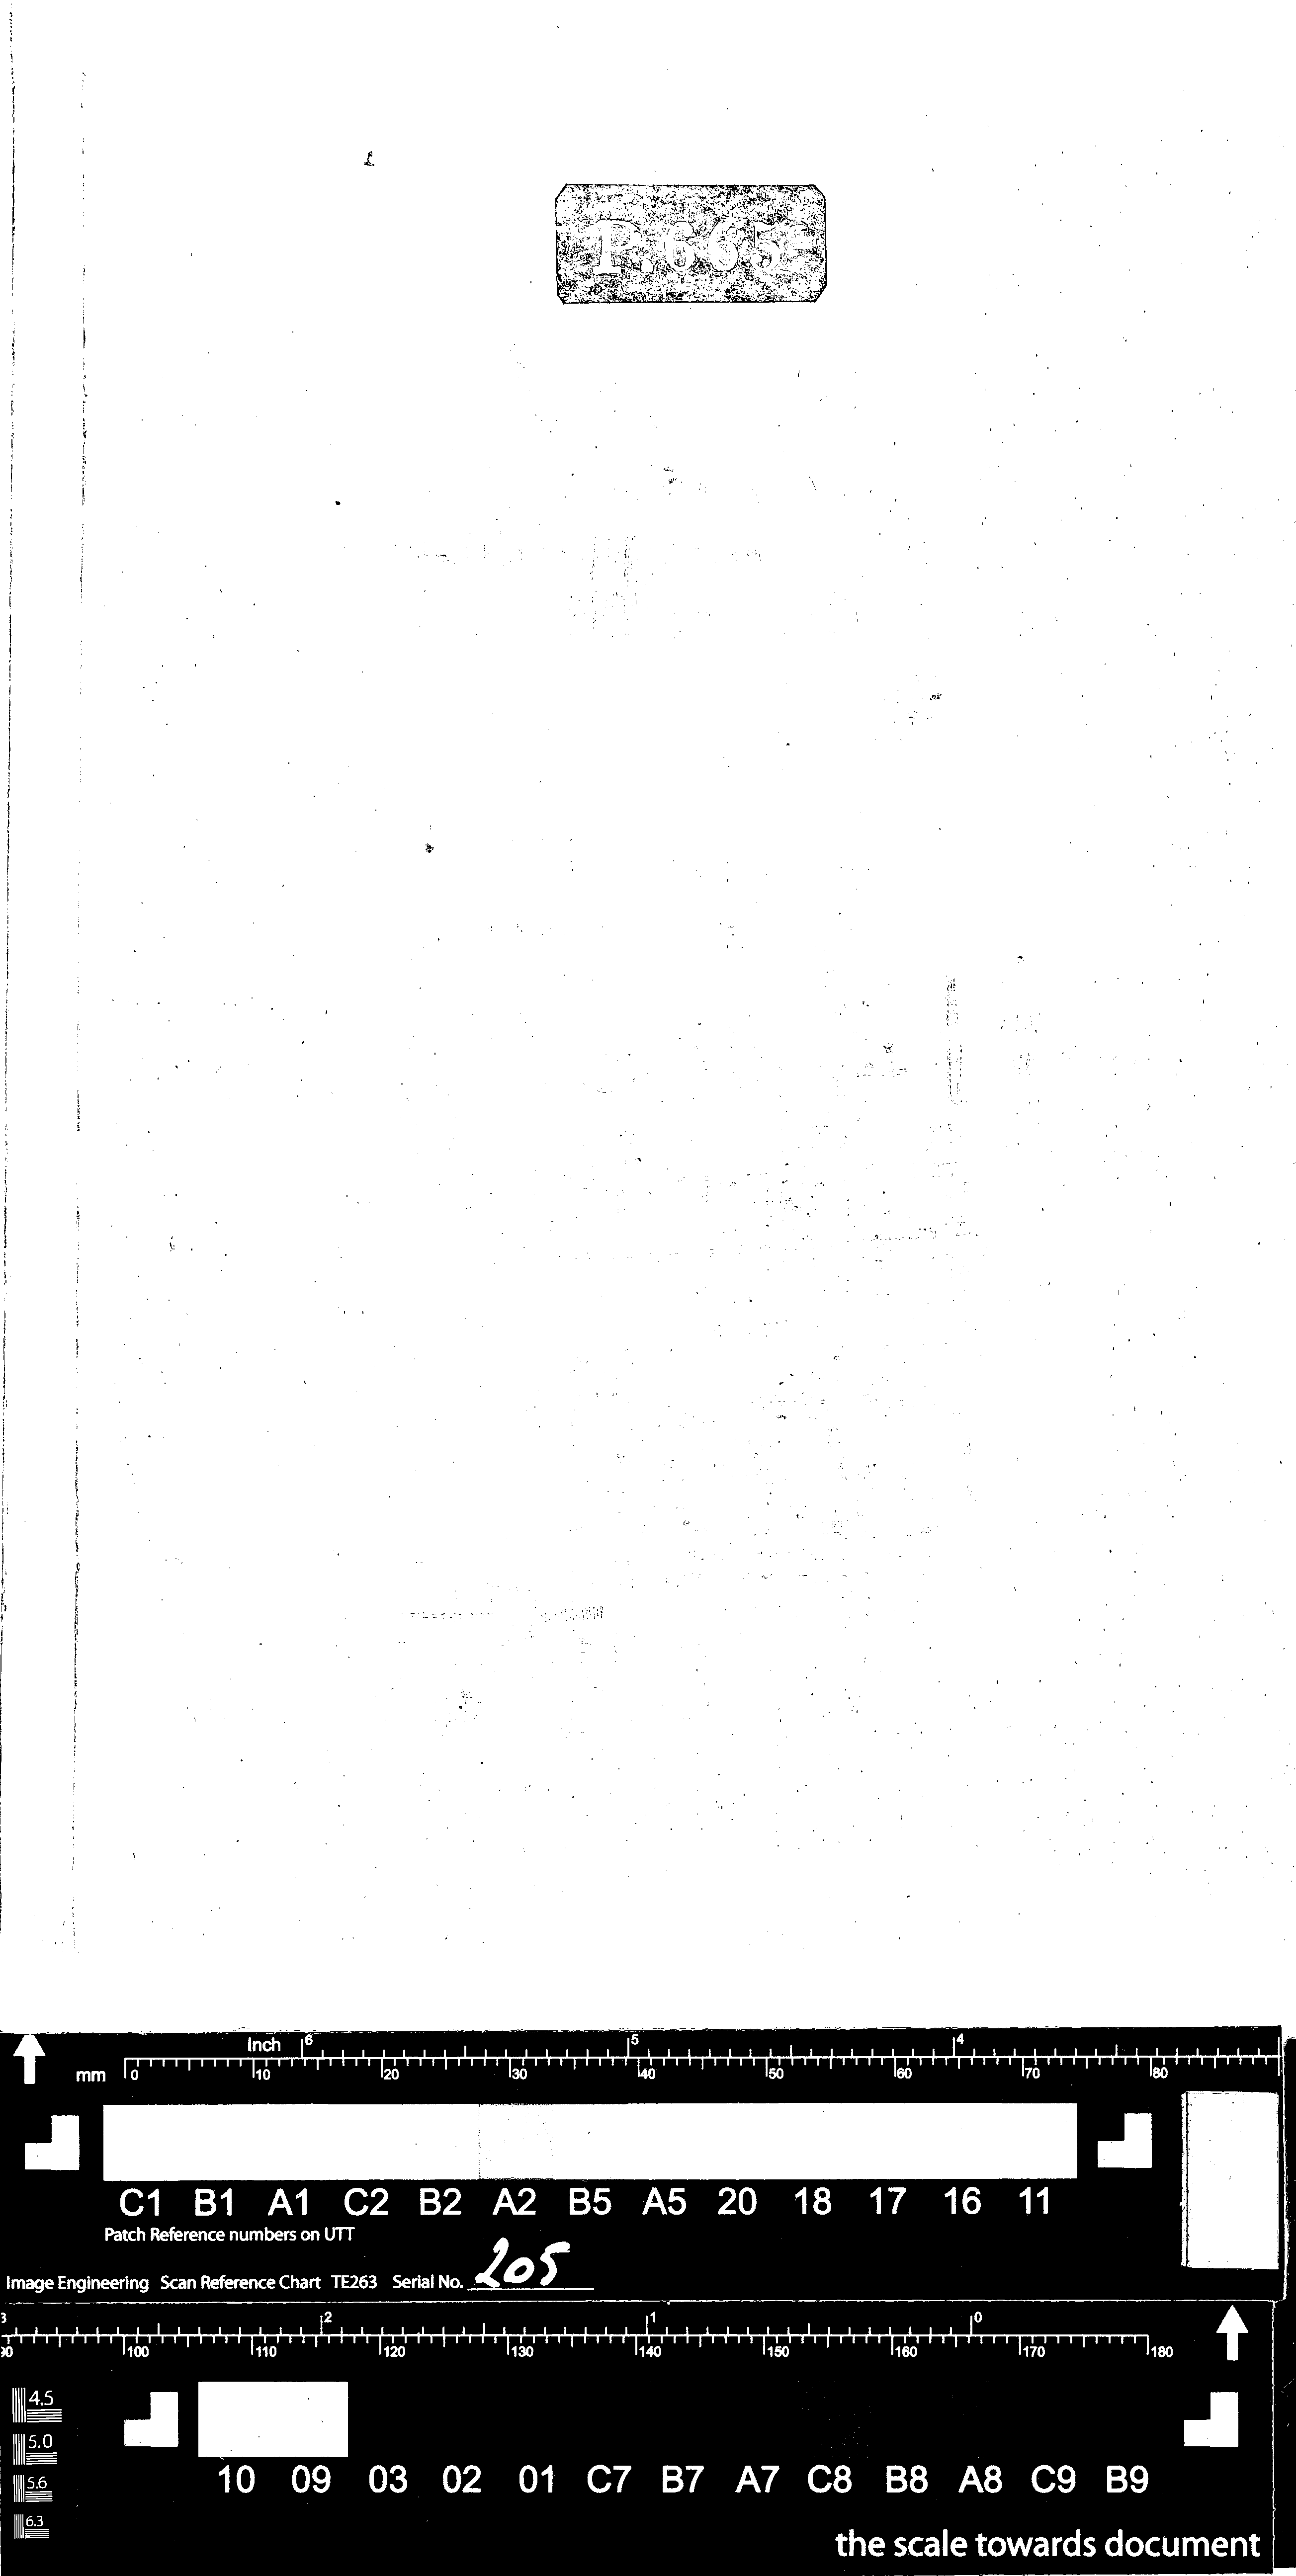 P.665
Inch 6 5 4
mm 0 10 20 30 40 50 60 70 80
C1 B1 A1 C2 B2 A2 B5 A5 20 18 17 16 11
Patch Reference numbers on UTT
Image Engineering Scan Reference Chart TE263 Serial No. 205
3 2 1 0
90 100 110 120 130 140 150 160 170 180
4.5
5.0
5.6
6.3
10 09 03 02 01 C7 B7 A7 C8 B8 A8 C9 B9
the scale towards document